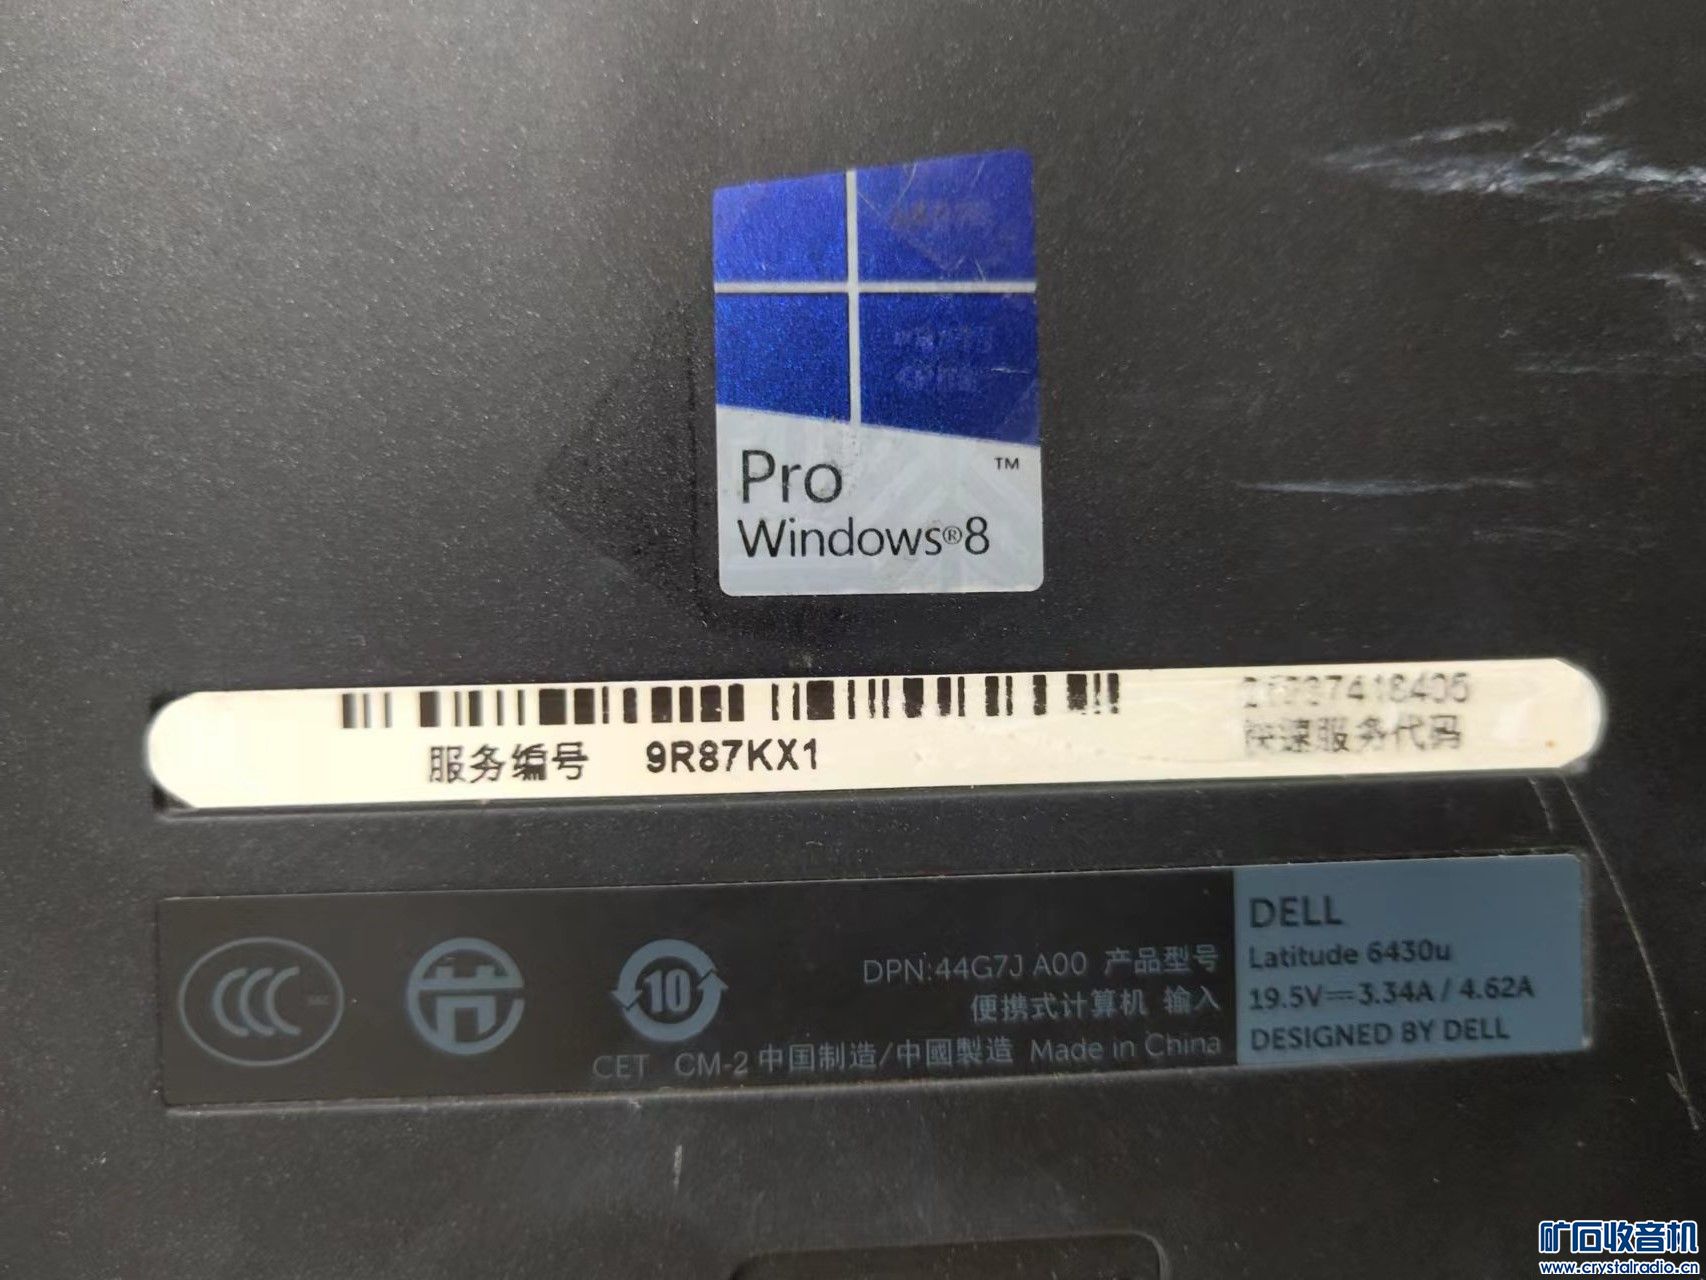 Pro ™
Windows®8
服务编号 9R87KX1
快速服务代码
DELL
Latitude 6430u
DPN:44G7J A00 产品型号
19.5V⎓3.34A / 4.62A
便携式计算机 输入
DESIGNED BY DELL
CET CM-2 中国制造/中國製造 Made in China
CCC
10
矿石收音机
www.crystalradio.cn